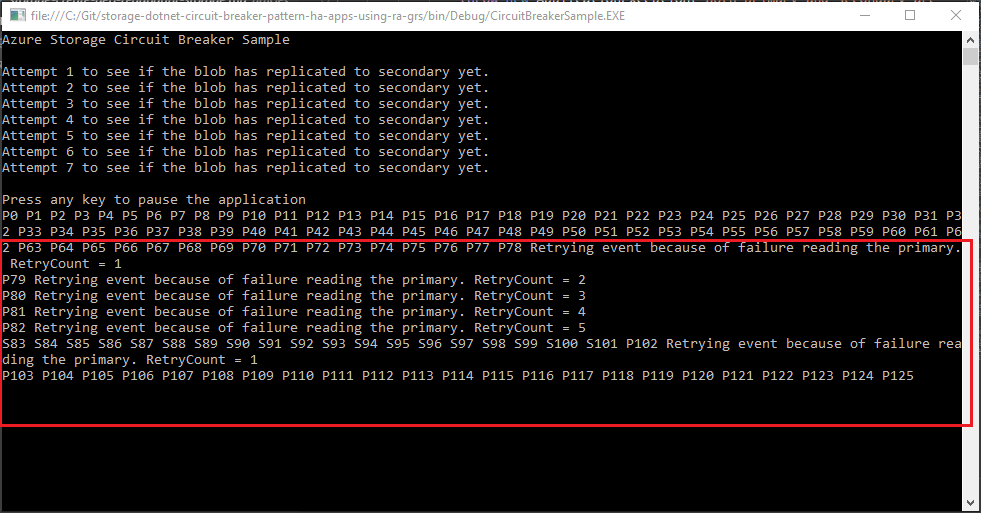 file:///C:/Git/storage-dotnet-circuit-breaker-pattern-ha-apps-using-ra-grs/bin/Debug/CircuitBreakerSample.EXE
Azure Storage Circuit Breaker Sample
Attempt 1 to see if the blob has replicated to secondary yet.
Attempt 2 to see if the blob has replicated to secondary yet.
Attempt 3 to see if the blob has replicated to secondary yet.
Attempt 4 to see if the blob has replicated to secondary yet.
Attempt 5 to see if the blob has replicated to secondary yet.
Attempt 6 to see if the blob has replicated to secondary yet.
Attempt 7 to see if the blob has replicated to secondary yet.
Press any key to pause the application
P0 P1 P2 P3 P4 P5 P6 P7 P8 P9 P10 P11 P12 P13 P14 P15 P16 P17 P18 P19 P20 P21 P22 P23 P24 P25 P26 P27 P28 P29 P30 P31 P3
2 P33 P34 P35 P36 P37 P38 P39 P40 P41 P42 P43 P44 P45 P46 P47 P48 P49 P50 P51 P52 P53 P54 P55 P56 P57 P58 P59 P60 P61 P6
2 P63 P64 P65 P66 P67 P68 P69 P70 P71 P72 P73 P74 P75 P76 P77 P78 Retrying event because of failure reading the primary.
RetryCount = 1
P79 Retrying event because of failure reading the primary. RetryCount = 2
P80 Retrying event because of failure reading the primary. RetryCount = 3
P81 Retrying event because of failure reading the primary. RetryCount = 4
P82 Retrying event because of failure reading the primary. RetryCount = 5
S83 S84 S85 S86 S87 S88 S89 S90 S91 S92 S93 S94 S95 S96 S97 S98 S99 S100 S101 P102 Retrying event because of failure rea
ding the primary. RetryCount = 1
P103 P104 P105 P106 P107 P108 P109 P110 P111 P112 P113 P114 P115 P116 P117 P118 P119 P120 P121 P122 P123 P124 P125